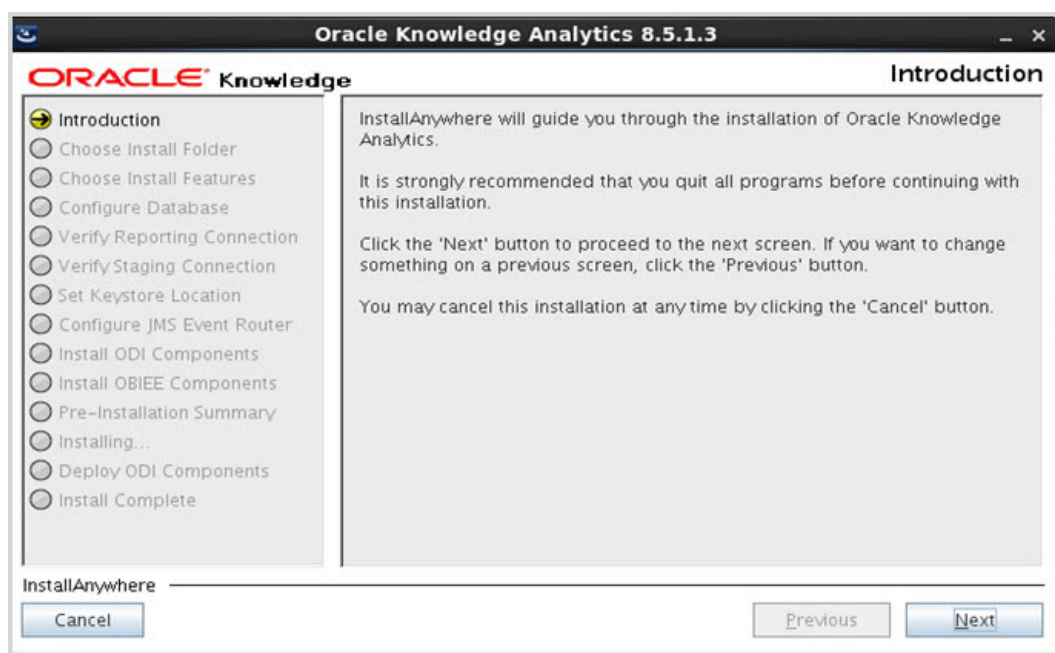 Oracle Knowledge Analytics 8.5.1.3
ORACLE Knowledge
Introduction
Introduction
Choose Install Folder
Choose Install Features
Configure Database
Verify Reporting Connection
Verify Staging Connection
Set Keystore Location
Configure JMS Event Router
Install ODI Components
Install OBIEE Components
Pre-Installation Summary
Installing...
Deploy ODI Components
Install Complete
InstallAnywhere will guide you through the installation of Oracle Knowledge
Analytics.
It is strongly recommended that you quit all programs before continuing with
this installation.
Click the 'Next' button to proceed to the next screen. If you want to change
something on a previous screen, click the 'Previous' button.
You may cancel this installation at any time by clicking the 'Cancel' button.
InstallAnywhere
Cancel
Previous
Next